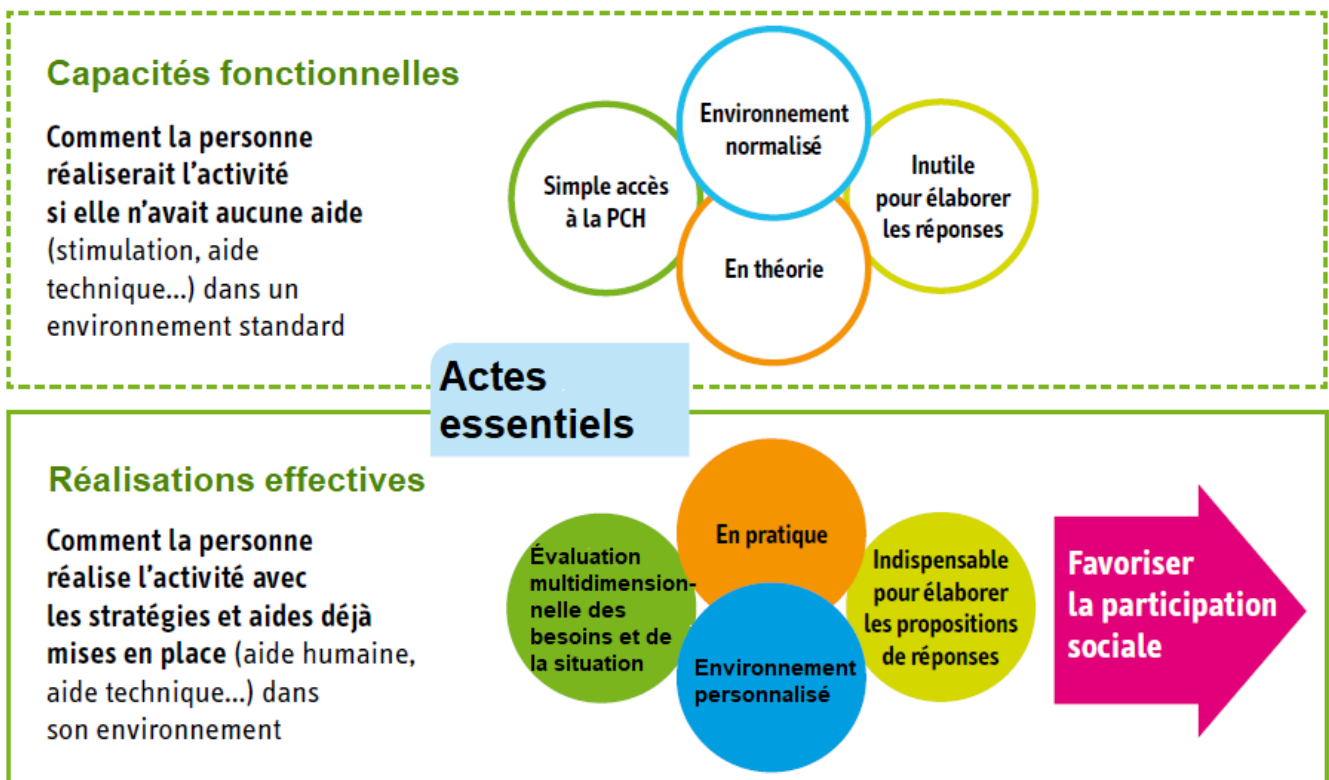 Capacités fonctionnelles
Comment la personne
réaliserait l’activité
si elle n’avait aucune aide
(stimulation, aide
technique...) dans un
environnement standard
Simple accès
à la PCH
Environnement
normalisé
En théorie
Inutile
pour élaborer
les réponses
Actes
essentiels
Réalisations effectives
Comment la personne
réalise l’activité avec
les stratégies et aides déjà
mises en place (aide humaine,
aide technique...) dans
son environnement
Évaluation
multidimension-
nelle des
besoins et de
la situation
En pratique
Environnement
personnalisé
Indispensable
pour élaborer
les propositions
de réponses
Favoriser
la participation
sociale